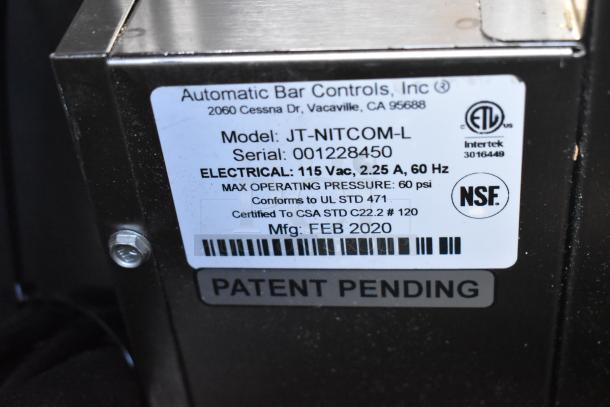 Automatic Bar Controls, Inc ®
2060 Cessna Dr, Vacaville, CA 95688
Model: JT-NITCOM-L
Serial: 001228450
ELECTRICAL: 115 Vac, 2.25 A, 60 Hz
MAX OPERATING PRESSURE: 60 psi
Conforms to UL STD 471
Certified To CSA STD C22.2 # 120
Mfg: FEB 2020
c ETL us
Intertek
3016449
NSF.
PATENT PENDING